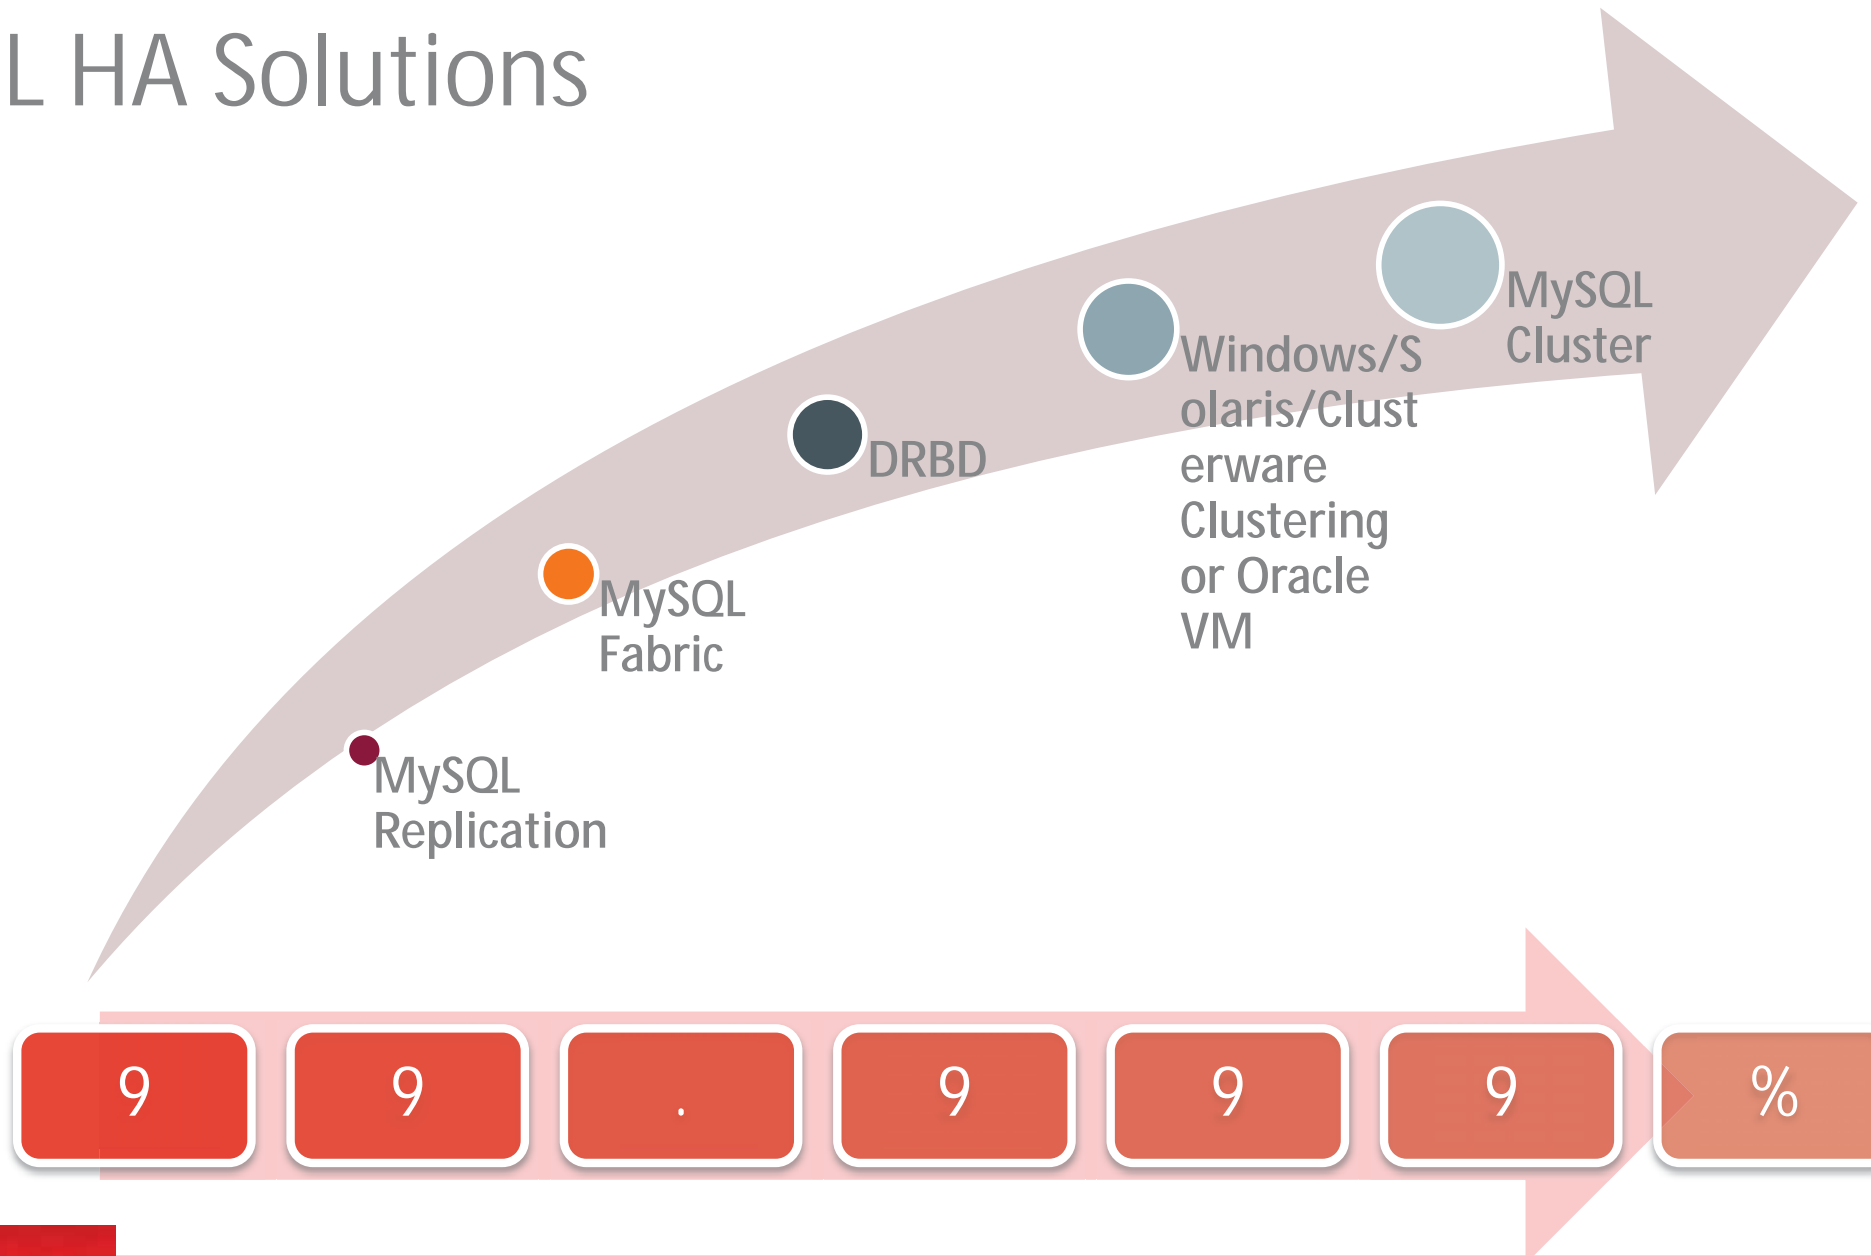 L HA Solutions
MySQL
Cluster
Windows/S
olaris/Clust
erware
Clustering
or Oracle
VM
DRBD
MySQL
Fabric
MySQL
Replication
9 9 . 9 9 9 %